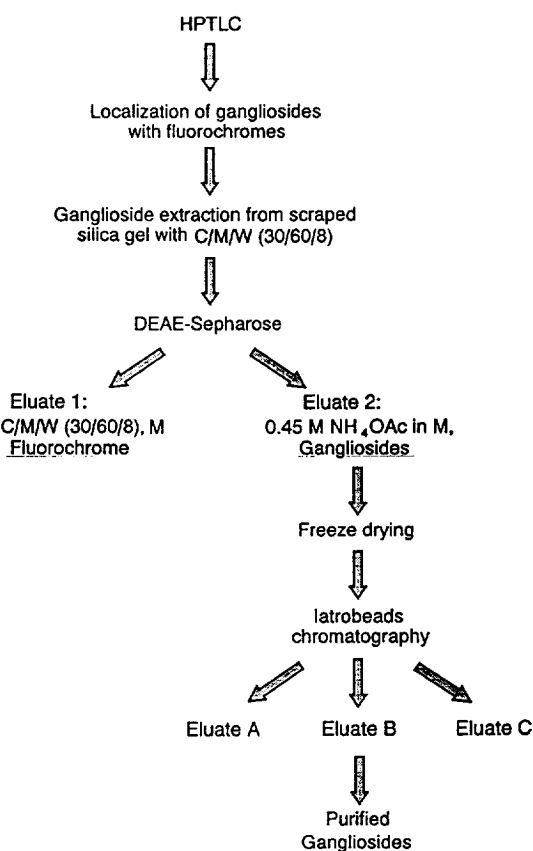 HPTLC
Localization of gangliosides
with fluorochromes
Ganglioside extraction from scraped
silica gel with C/M/W (30/60/8)
DEAE-Sepharose
Eluate 1:
C/M/W (30/60/8), M
Fluorochrome
Eluate 2:
0.45 M NH₄OAc in M,
Gangliosides
Freeze drying
Iatrobeads
chromatography
Eluate A
Eluate B
Eluate C
Purified
Gangliosides